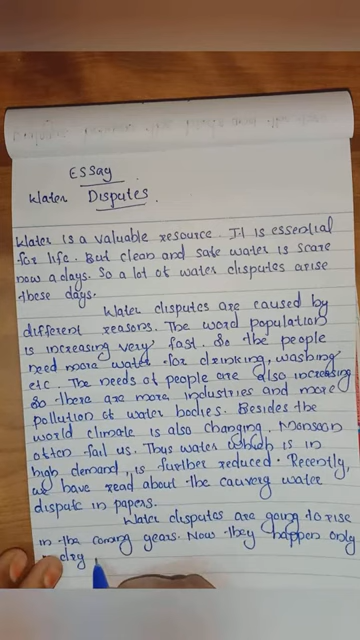 Essay
Water Disputes.
Water is a valuable resource. It is essential
for life. But clean and safe water is scare
now a days. So a lot of water disputes arise
these days.
Water disputes are caused by
different reasons. The word population
is increasing very fast. So the people
need more water for drinking, washing
etc. The needs of people are also increasing
So there are more industries and more
pollution of water bodies. Besides the
world climate is also changing. Monsoon
often fail us. Thus water which is in
high demand, is further reduced. Recently,
we have read about the cauvery water
dispute in papers.
Water disputes are going to rise
in the coming years. Now they happen only
dry